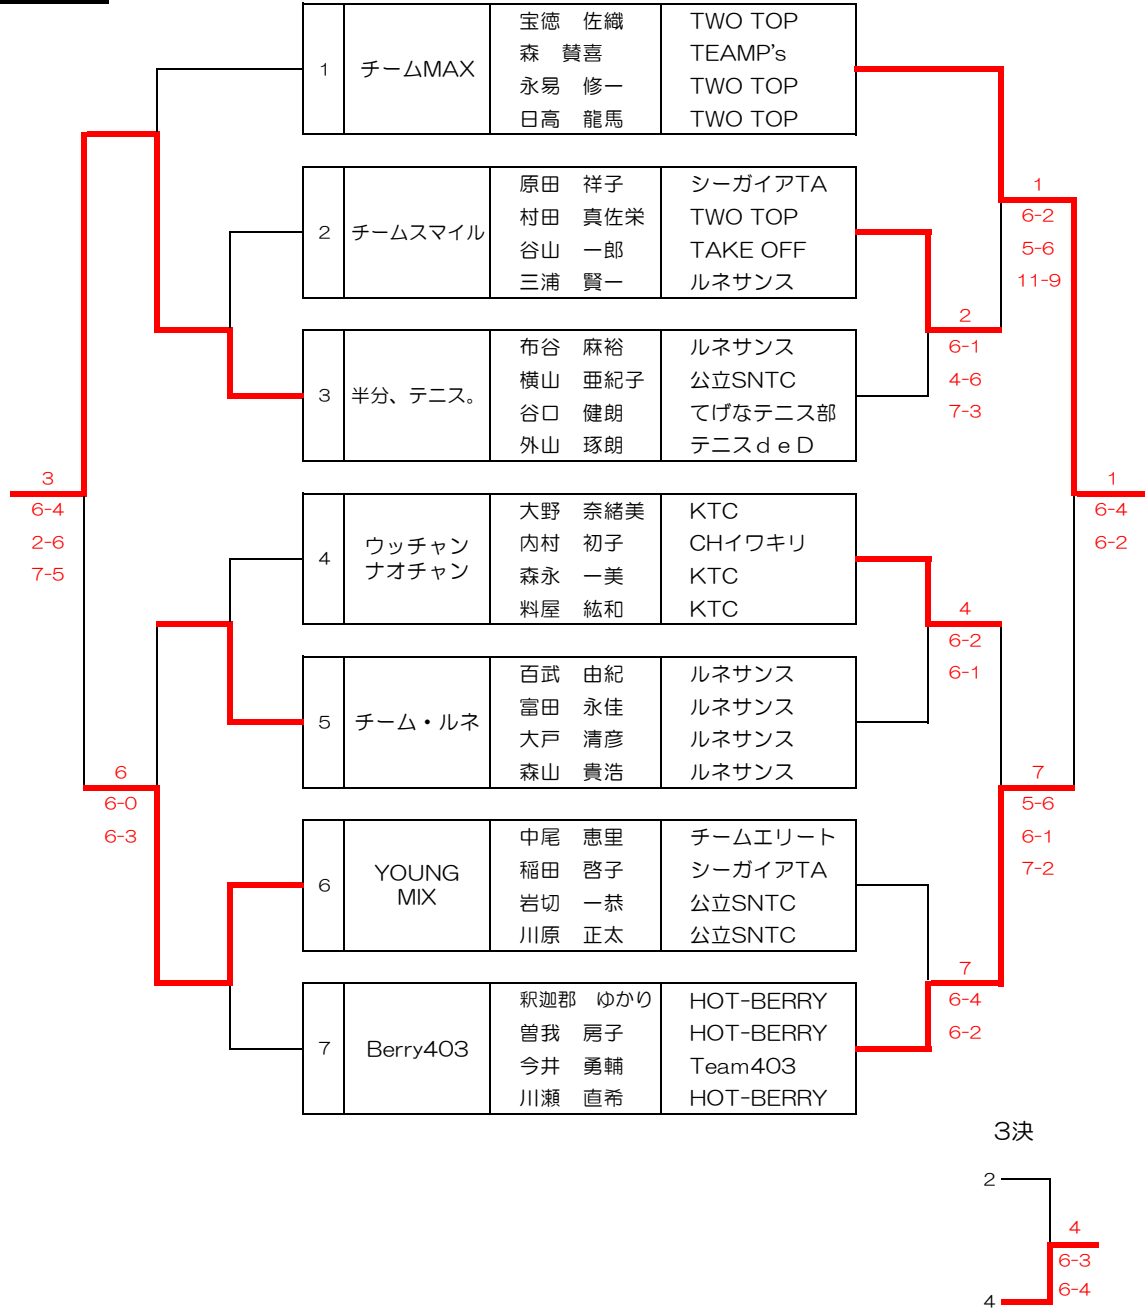 1 チームMAX
宝徳 佐織 TWO TOP
森 賛喜 TEAMP's
永易 修一 TWO TOP
日高 龍馬 TWO TOP
2 チームスマイル
原田 祥子 シーガイアTA
村田 真佐栄 TWO TOP
谷山 一郎 TAKE OFF
三浦 賢一 ルネサンス
3 半分、テニス。
布谷 麻裕 ルネサンス
横山 亜紀子 公立SNTC
谷口 健朗 てげなテニス部
外山 琢朗 テニスdeD
4 ウッチャン
ナオチャン
大野 奈緒美 KTC
内村 初子 CHイワキリ
森永 一美 KTC
料屋 紘和 KTC
5 チーム・ルネ
百武 由紀 ルネサンス
富田 永佳 ルネサンス
大戸 清彦 ルネサンス
森山 貴浩 ルネサンス
6 YOUNG
MIX
中尾 恵里 チームエリート
稲田 啓子 シーガイアTA
岩切 一恭 公立SNTC
川原 正太 公立SNTC
7 Berry403
釈迦郡 ゆかり HOT-BERRY
曽我 房子 HOT-BERRY
今井 勇輔 Team403
川瀬 直希 HOT-BERRY
3
6-4
2-6
7-5
6
6-0
6-3
1
6-2
5-6
11-9
2
6-1
4-6
7-3
1
6-4
6-2
4
6-2
6-1
7
5-6
6-1
7-2
7
6-4
6-2
3決
2
4
6-3
6-4
4